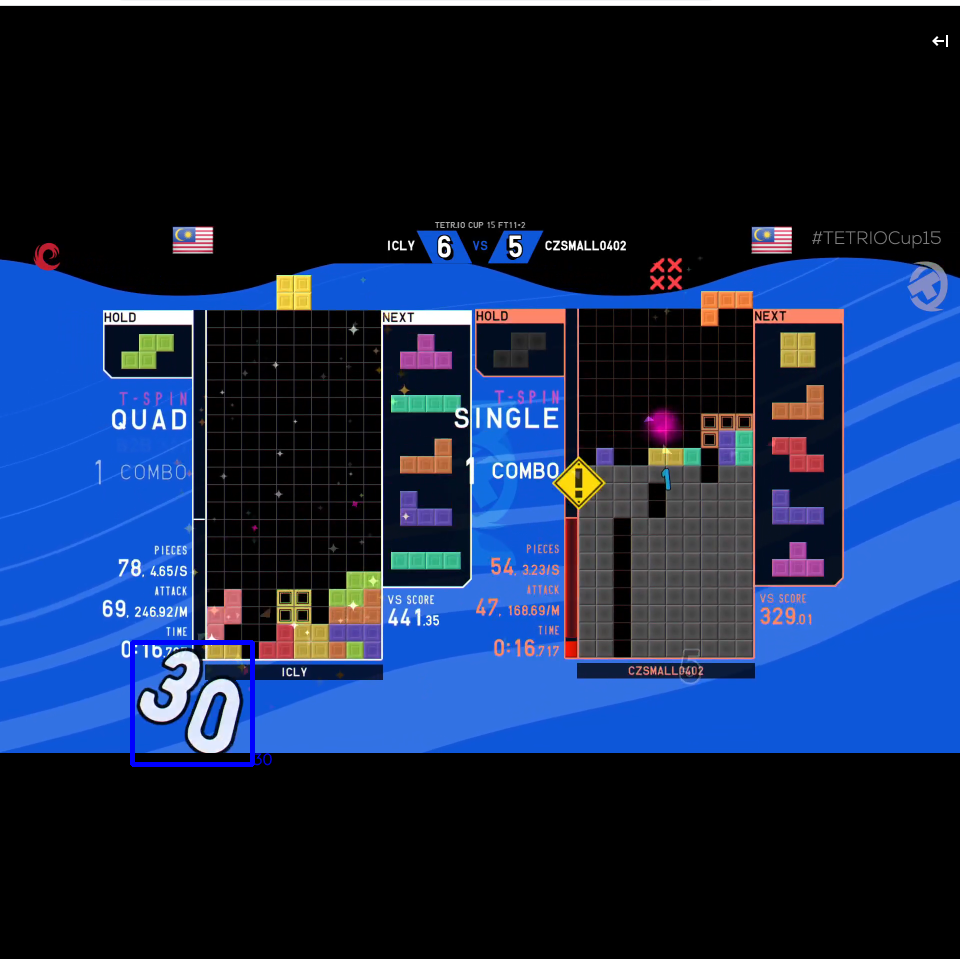 TETR.IO CUP 15 FT11-2
ICLY 6 VS 5 CZSMALL0402
#TETRIOCup15
HOLD
NEXT
T-SPIN
QUAD
1 COMBO
PIECES
78, 4.65/S
ATTACK
69, 246.92/M
TIME
0:16.
VS SCORE
441.35
ICLY
30
30
HOLD
NEXT
T-SPIN
SINGLE
1 COMBO
!
1
PIECES
54, 3.23/S
ATTACK
47, 168.69/M
TIME
0:16.717
VS SCORE
329.01
CZSMALL0402
5